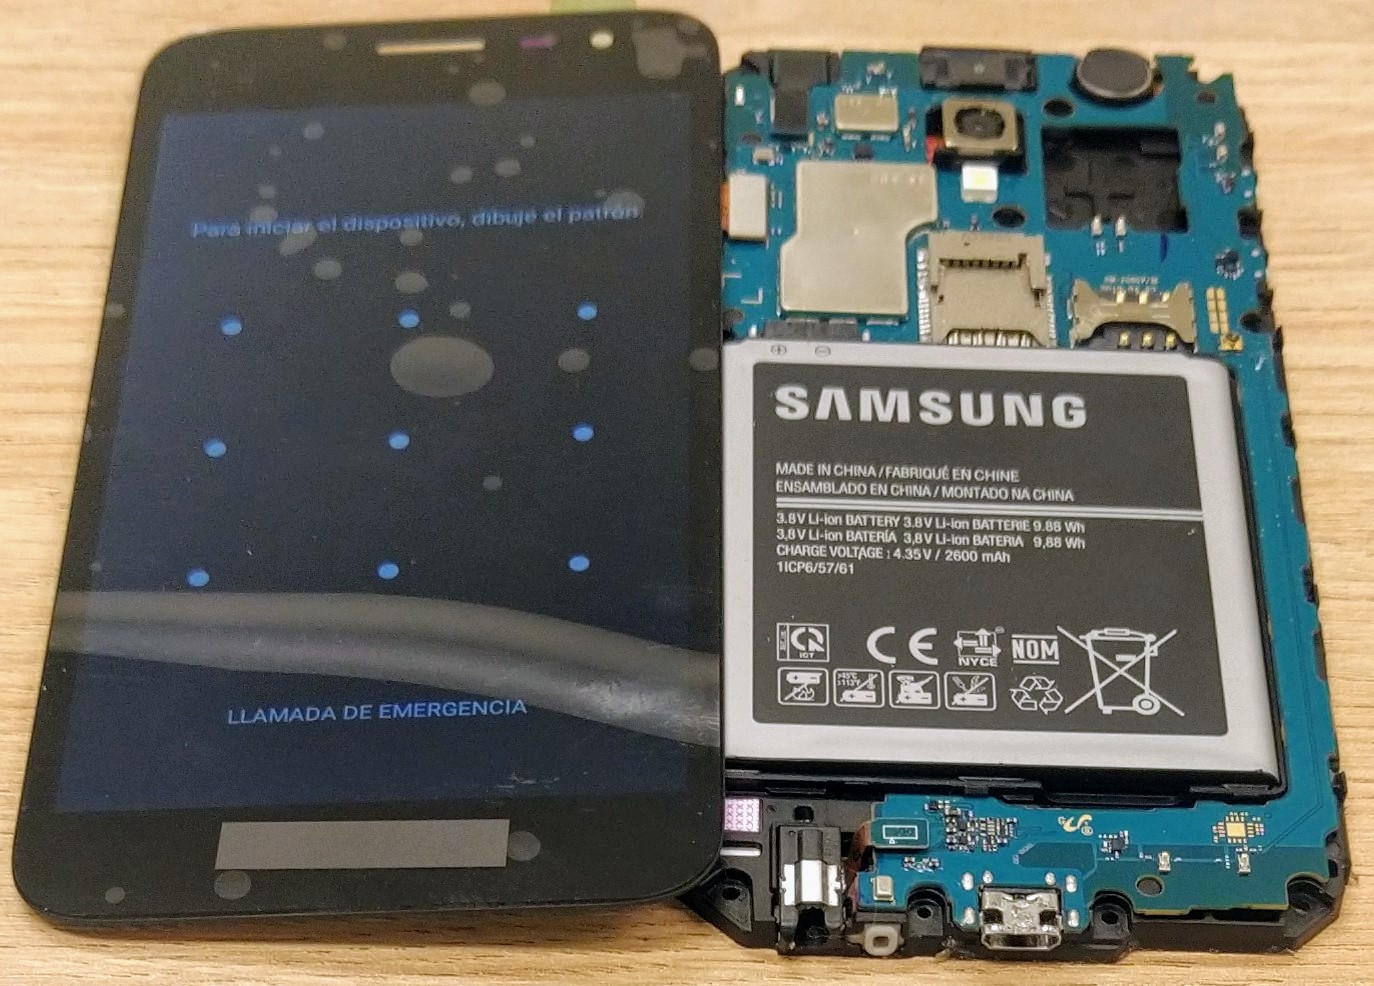 Para iniciar el dispositivo, dibuje el patrón
LLAMADA DE EMERGENCIA
SAMSUNG
MADE IN CHINA / FABRIQUÉ EN CHINE
ENSAMBLADO EN CHINA / MONTADO NA CHINA
3.8V Li-ion BATTERY 3.8V Li-ion BATTERIE 9.88 Wh
3,8V Li-ion BATERÍA 3,8V Li-ion BATERIA 9,88 Wh
CHARGE VOLTAGE : 4.35V / 2600 mAh
1ICP6/57/61
CE
NYCE
NOM